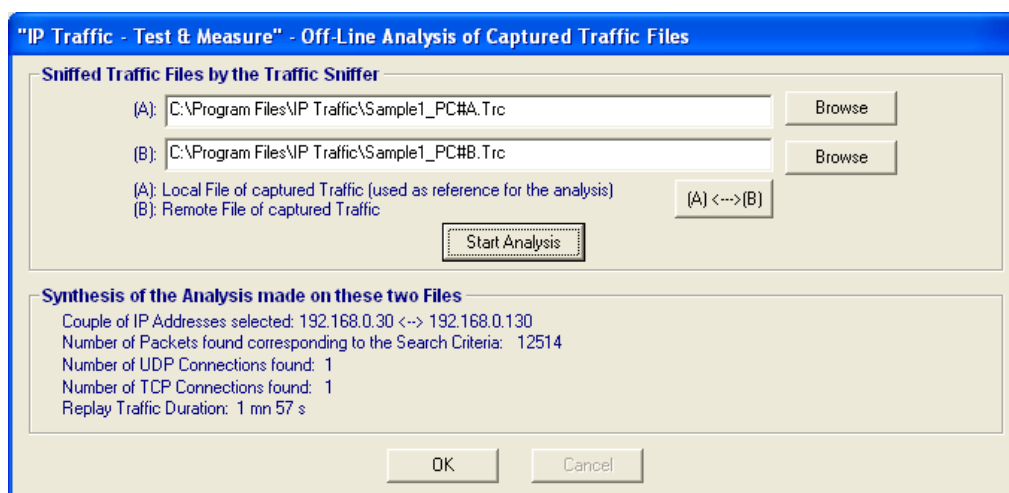 "IP Traffic - Test & Measure" - Off-Line Analysis of Captured Traffic Files
Sniffed Traffic Files by the Traffic Sniffer
(A): C:\Program Files\IP Traffic\Sample1_PC#A.Trc Browse
(B): C:\Program Files\IP Traffic\Sample1_PC#B.Trc Browse
(A): Local File of captured Traffic (used as reference for the analysis)
(B): Remote File of captured Traffic
(A) <--->(B)
Start Analysis
Synthesis of the Analysis made on these two Files
Couple of IP Addresses selected: 192.168.0.30 <--> 192.168.0.130
Number of Packets found corresponding to the Search Criteria: 12514
Number of UDP Connections found: 1
Number of TCP Connections found: 1
Replay Traffic Duration: 1 mn 57 s
OK Cancel